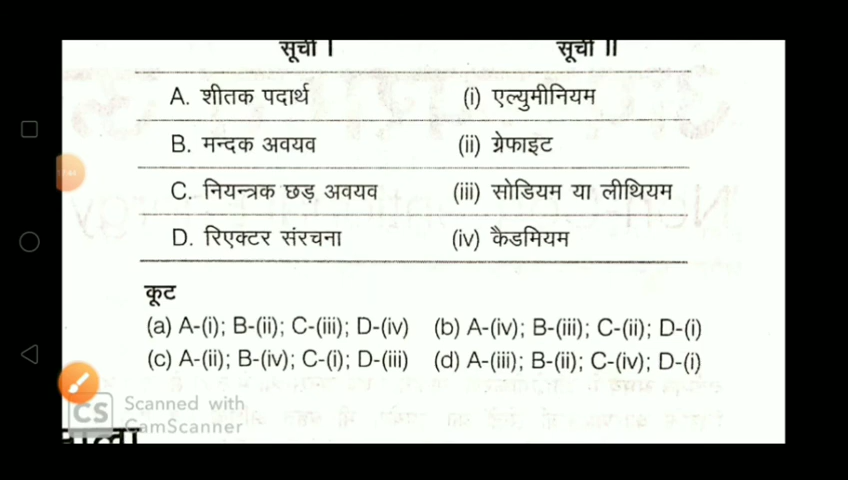 सूची I सूची II
A. शीतक पदार्थ (i) एल्युमीनियम
B. मन्दक अवयव (ii) ग्रेफाइट
C. नियन्त्रक छड़ अवयव (iii) सोडियम या लीथियम
D. रिएक्टर संरचना (iv) कैडमियम
कूट
(a) A-(i); B-(ii); C-(iii); D-(iv) (b) A-(iv); B-(iii); C-(ii); D-(i)
(c) A-(ii); B-(iv); C-(i); D-(iii) (d) A-(iii); B-(ii); C-(iv); D-(i)
CS Scanned with
CamScanner